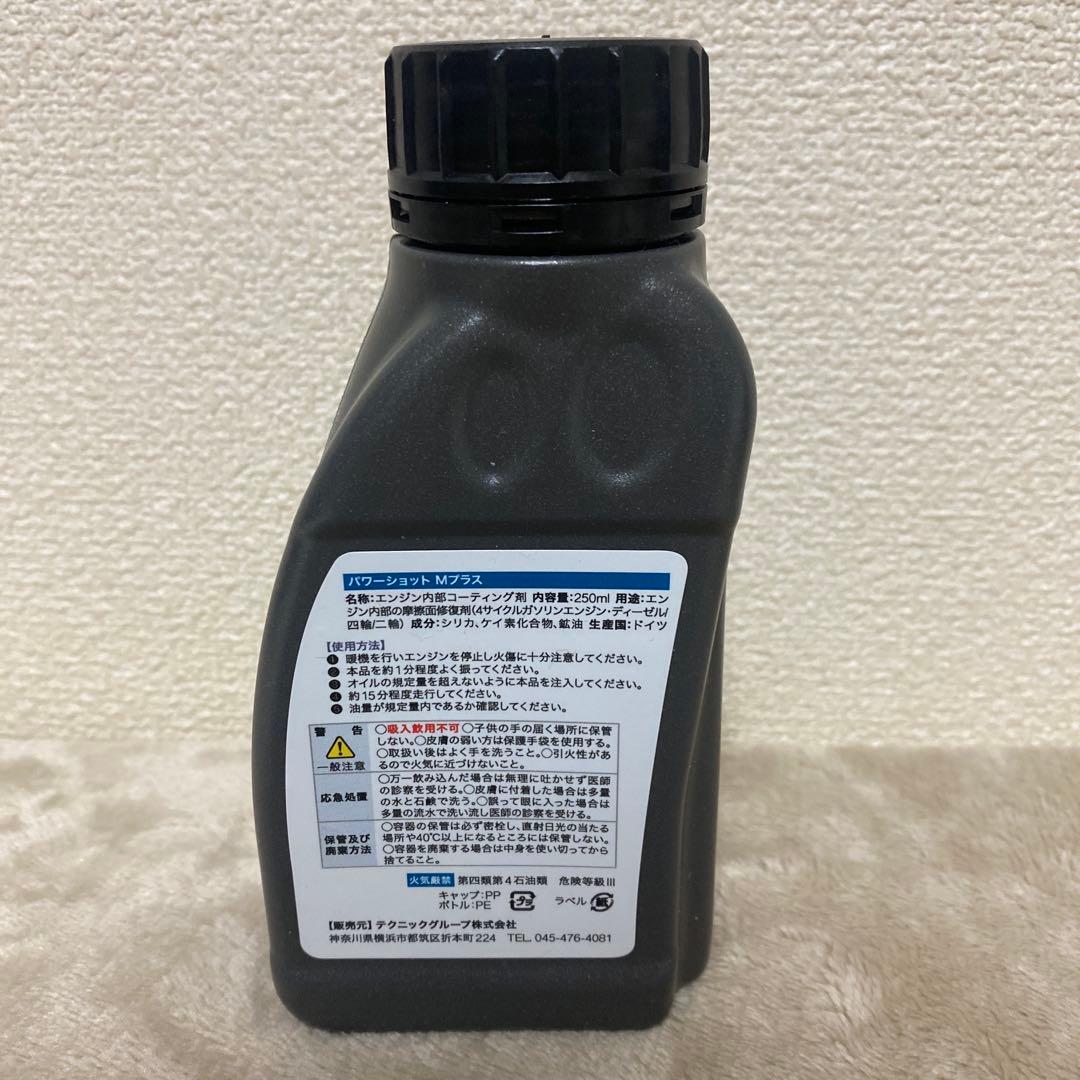 パワーショット Mプラス
名称:エンジン内部コーティング剤 内容量:250ml 用途:エン
ジン内部の摩擦面修復剤(4サイクルガソリンエンジン・ディーゼル/
四輪/二輪) 成分:シリカ、ケイ素化合物、鉱油 生産国:ドイツ
【使用方法】
❶ 暖機を行いエンジンを停止し火傷に十分注意してください。
❷ 本品を約1分程度よく振ってください。
❸ オイルの規定量を超えないように本品を注入してください。
❹ 約15分程度走行してください。
❺ 油量が規定量内であるか確認してください。
警告
一般注意
○吸入飲用不可○子供の手の届く場所に保管
しない。○皮膚の弱い方は保護手袋を使用する。
○取扱い後はよく手を洗うこと。○引火性があ
るので火気に近づけないこと。
応急処置
○万一飲み込んだ場合は無理に吐かせず医師
の診察を受ける。○皮膚に付着した場合は多量
の水と石鹸で洗う。○誤って眼に入った場合は
多量の流水で洗い流し医師の診察を受ける。
保管及び
廃棄方法
○容器の保管は必ず密栓し、直射日光の当たる
場所や40℃以上になるところには保管しない。
○容器を廃棄する場合は中身を使い切ってから
捨てること。
火気厳禁 第四類第4石油類 危険等級Ⅲ
キャップ:PP
ボトル:PE
プラ
ラベル
紙
【販売元】テクニックグループ株式会社
神奈川県横浜市都筑区折本町224 TEL. 045-476-4081